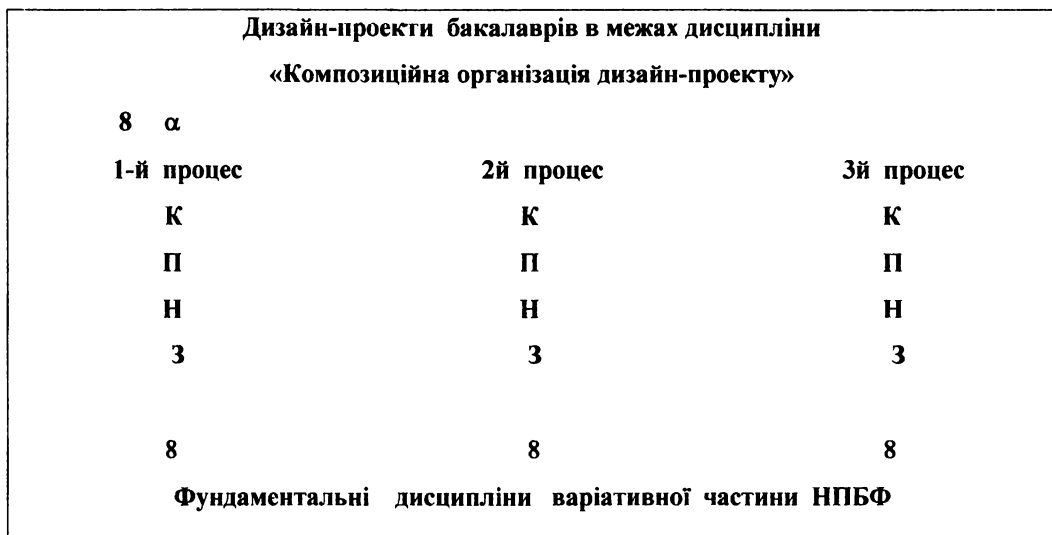 Дизайн-проекти бакалаврів в межах дисципліни
«Композиційна організація дизайн-проекту»
8 α
1-й процес 2й процес 3й процес
К К К
П П П
Н Н Н
З З З
8 8 8
Фундаментальні дисципліни варіативної частини НПБФ